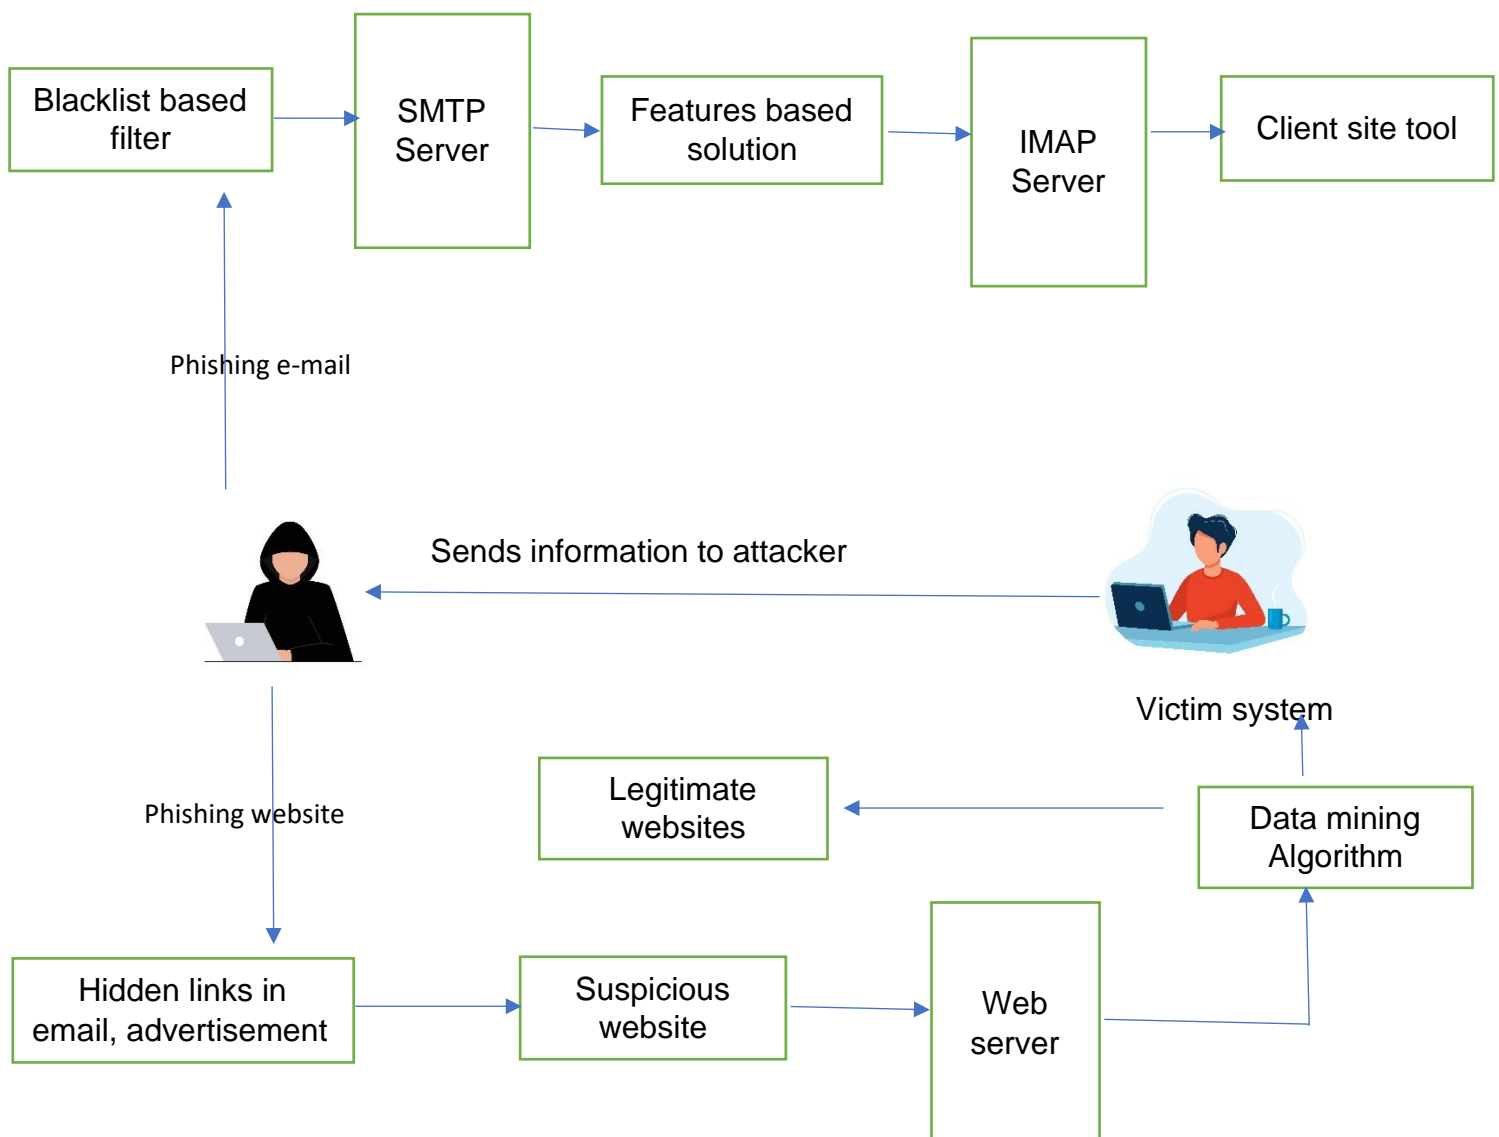 Blacklist based
filter
SMTP
Server
Features based
solution
IMAP
Server
Client site tool
Phishing e-mail
Sends information to attacker
Victim system
Legitimate
websites
Phishing website
Data mining
Algorithm
Hidden links in
email, advertisement
Suspicious
website
Web
server